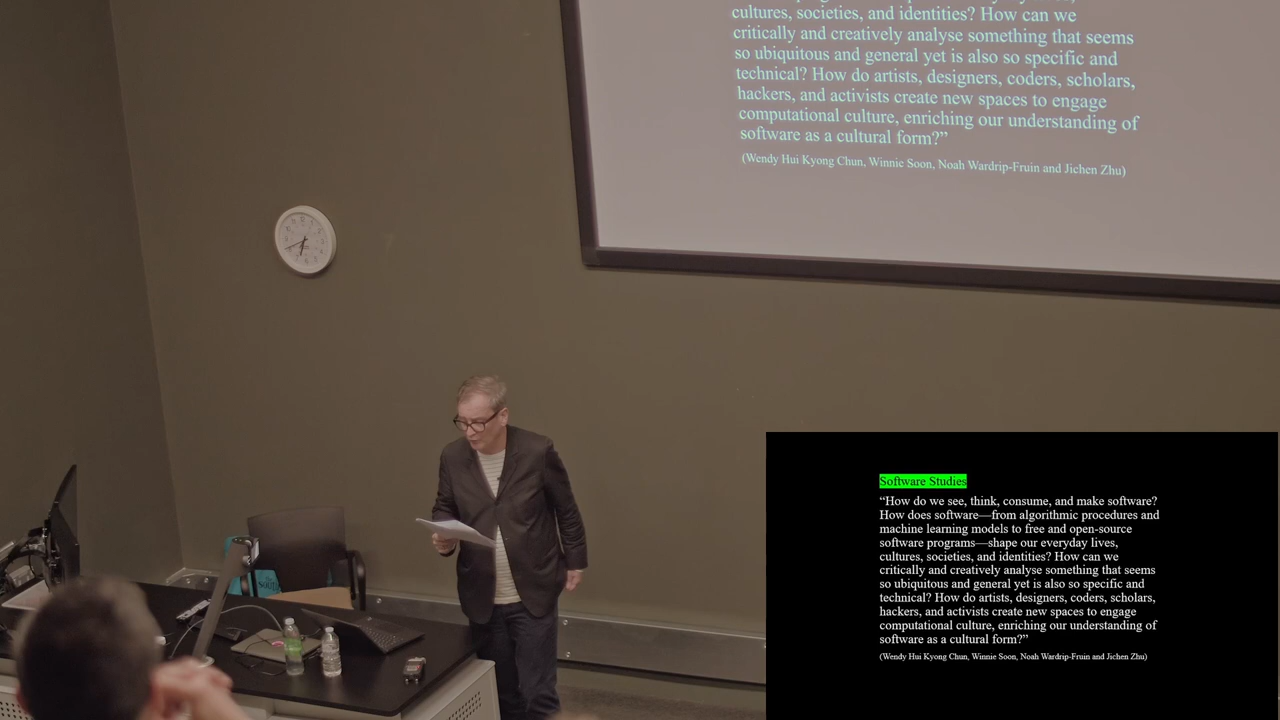 cultures, societies, and identities? How can we
critically and creatively analyse something that seems
so ubiquitous and general yet is also so specific and
technical? How do artists, designers, coders, scholars,
hackers, and activists create new spaces to engage
computational culture, enriching our understanding of
software as a cultural form?”
(Wendy Hui Kyong Chun, Winnie Soon, Noah Wardrip-Fruin and Jichen Zhu)
Software Studies
“How do we see, think, consume, and make software?
How does software—from algorithmic procedures and
machine learning models to free and open-source
software programs—shape our everyday lives,
cultures, societies, and identities? How can we
critically and creatively analyse something that seems
so ubiquitous and general yet is also so specific and
technical? How do artists, designers, coders, scholars,
hackers, and activists create new spaces to engage
computational culture, enriching our understanding of
software as a cultural form?”
(Wendy Hui Kyong Chun, Winnie Soon, Noah Wardrip-Fruin and Jichen Zhu)